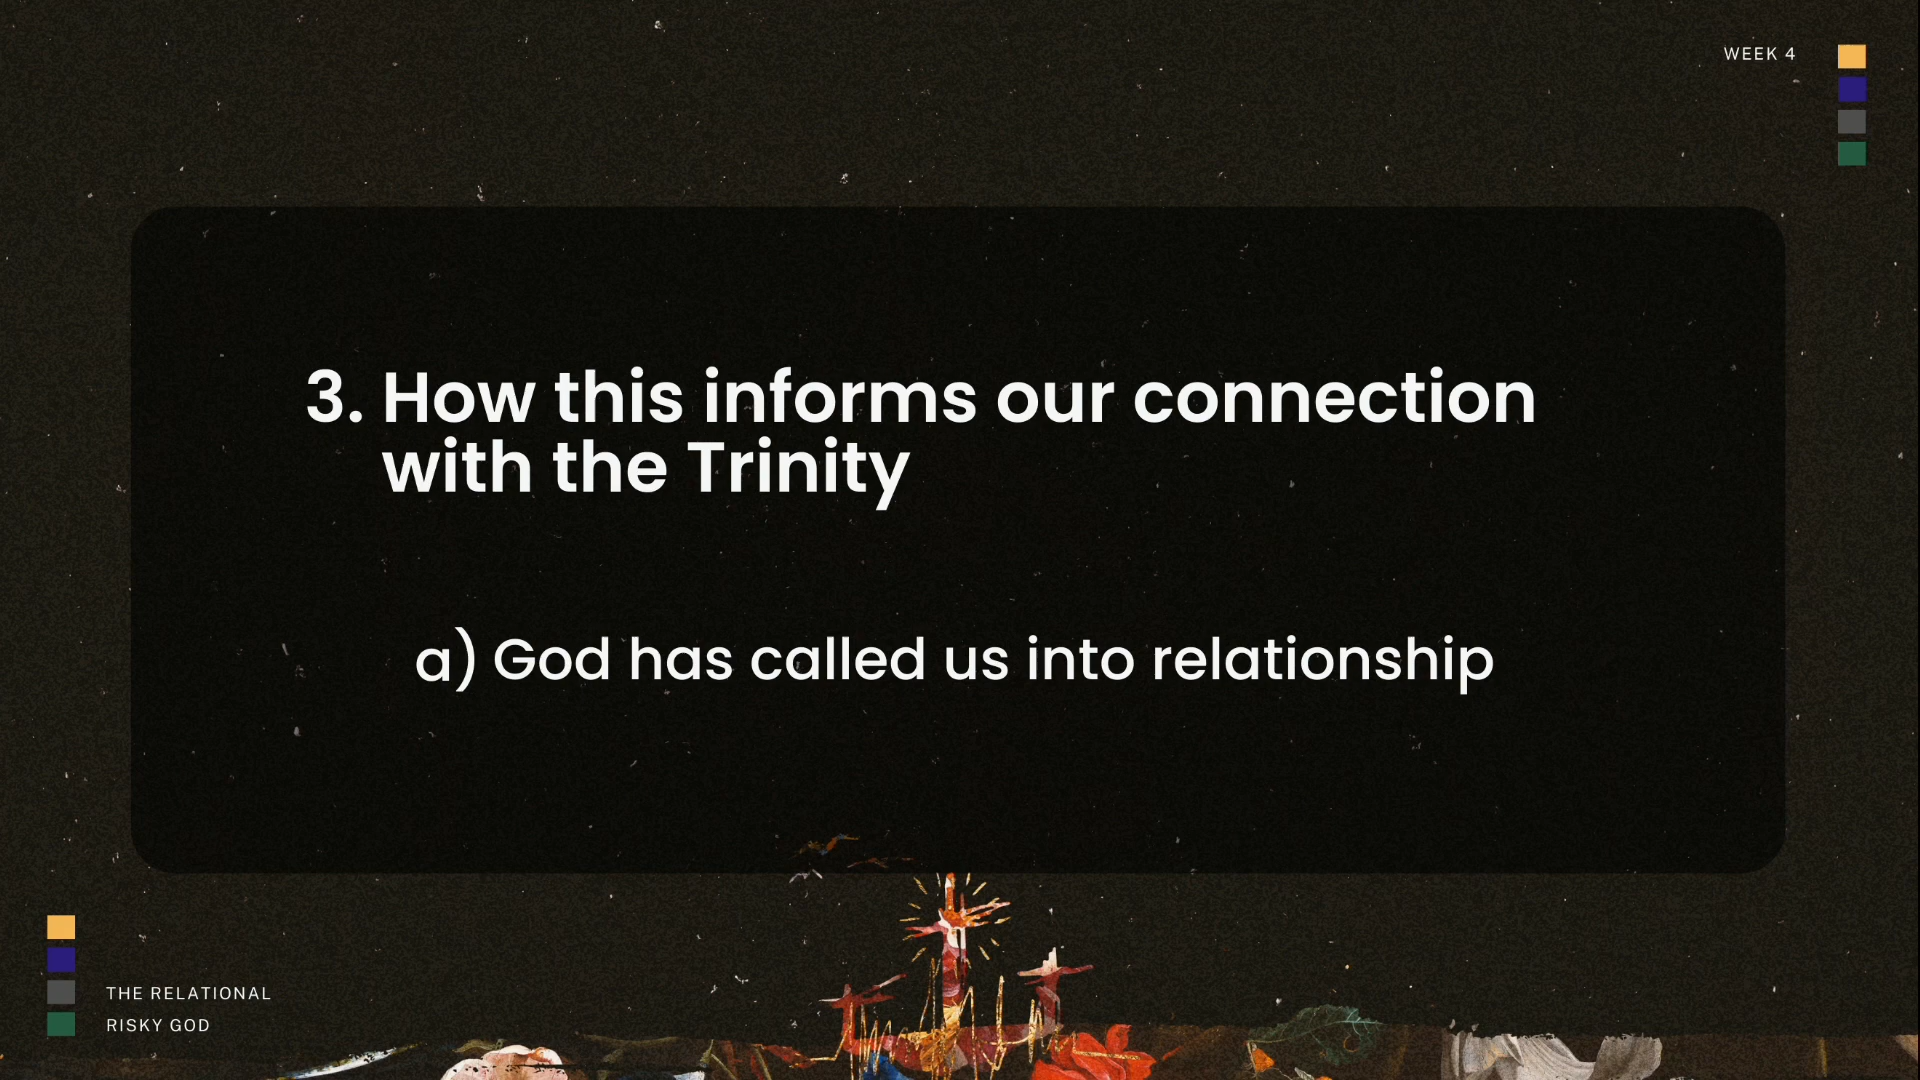 WEEK 4
3. How this informs our connection
with the Trinity
a) God has called us into relationship
THE RELATIONAL
RISKY GOD